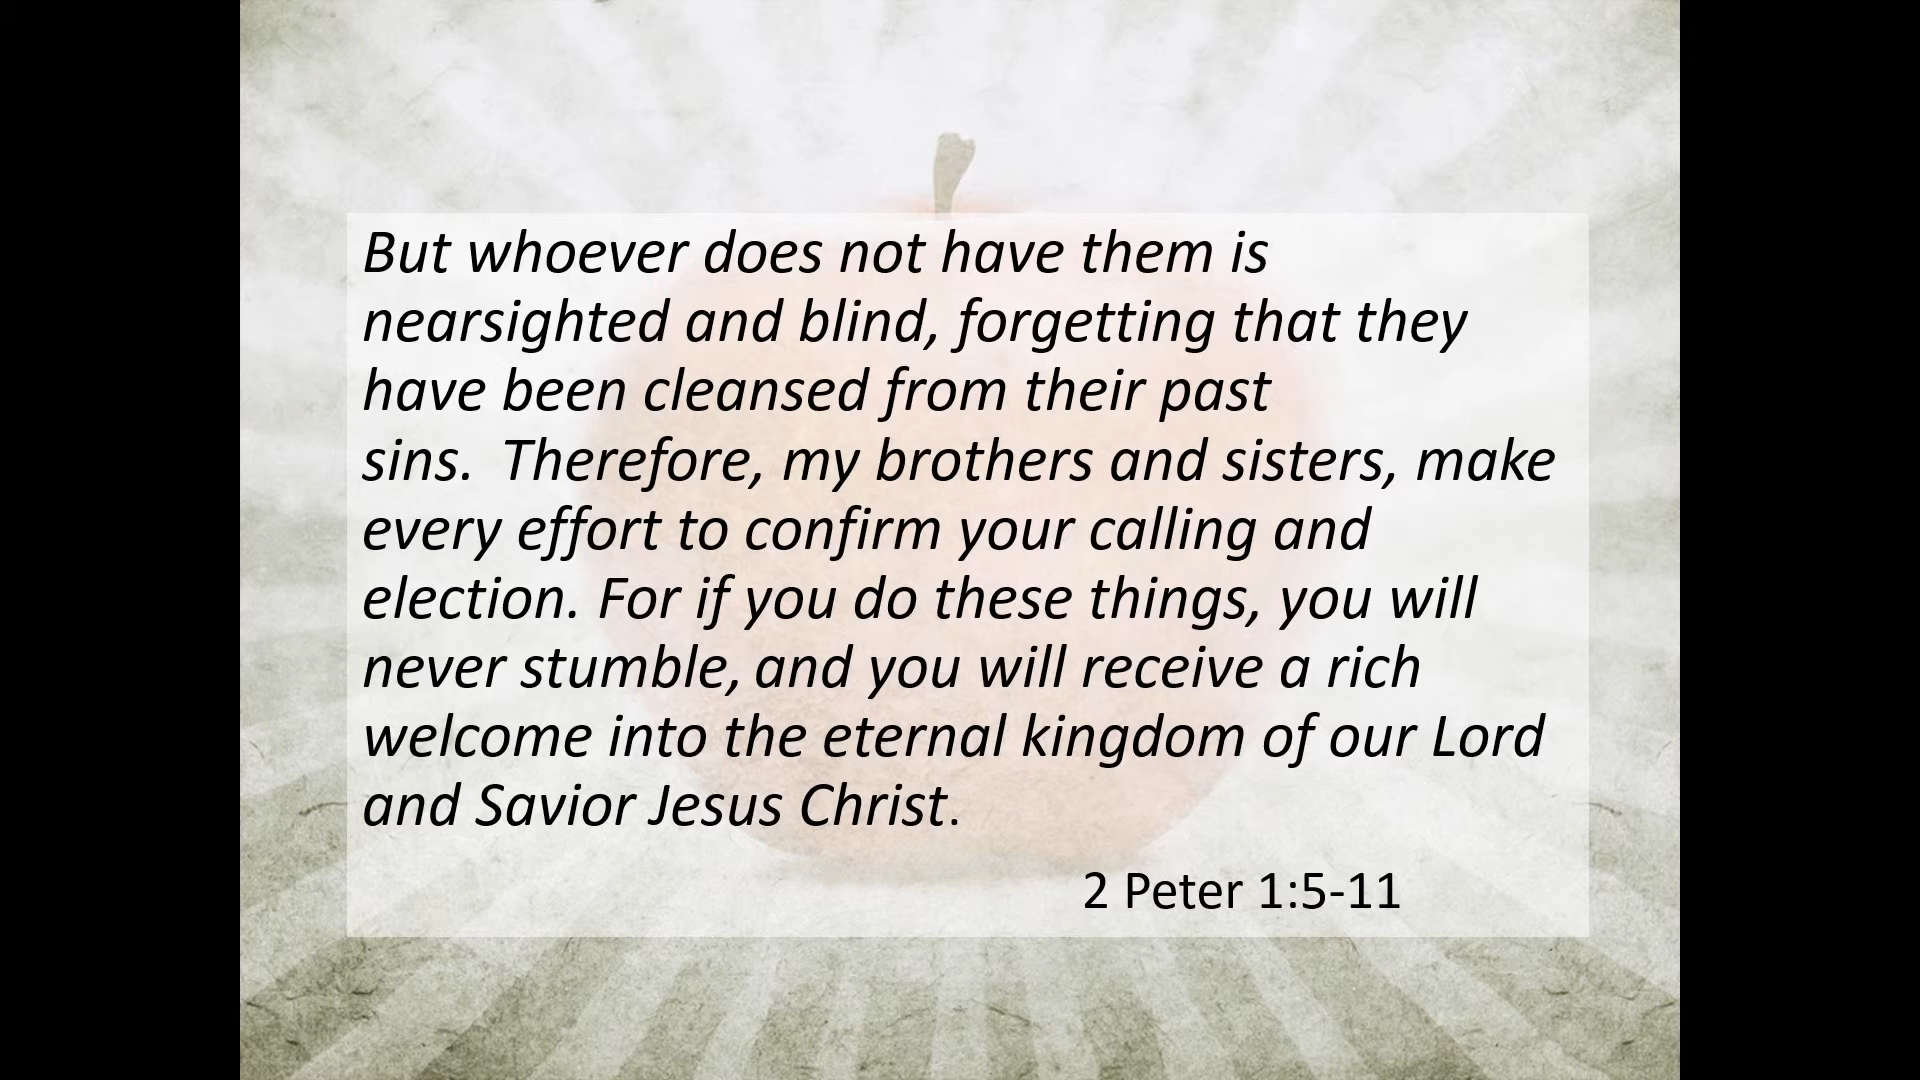 But whoever does not have them is
nearsighted and blind, forgetting that they
have been cleansed from their past
sins.  Therefore, my brothers and sisters, make
every effort to confirm your calling and
election. For if you do these things, you will
never stumble, and you will receive a rich
welcome into the eternal kingdom of our Lord
and Savior Jesus Christ.
2 Peter 1:5-11